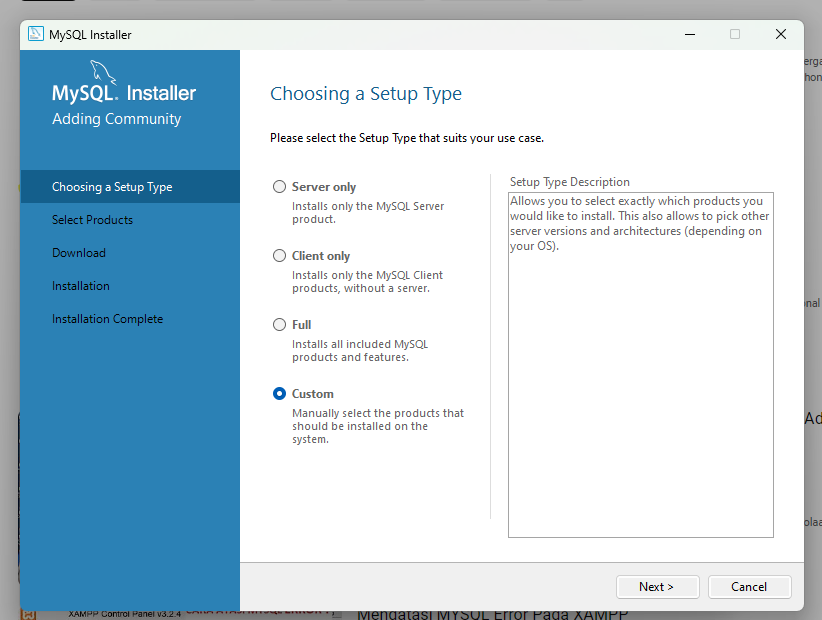 MySQL Installer
MySQL. Installer
Adding Community
Choosing a Setup Type
Select Products
Download
Installation
Installation Complete
Choosing a Setup Type
Please select the Setup Type that suits your use case.
Server only
Installs only the MySQL Server
product.
Client only
Installs only the MySQL Client
products, without a server.
Full
Installs all included MySQL
products and features.
Custom
Manually select the products that
should be installed on the
system.
Setup Type Description
Allows you to select exactly which products you
would like to install. This also allows to pick other
server versions and architectures (depending on
your OS).
Next >
Cancel
XAMPP Control Panel v3.2.4
Mengatasi MYSQL Error Pada XAMPP